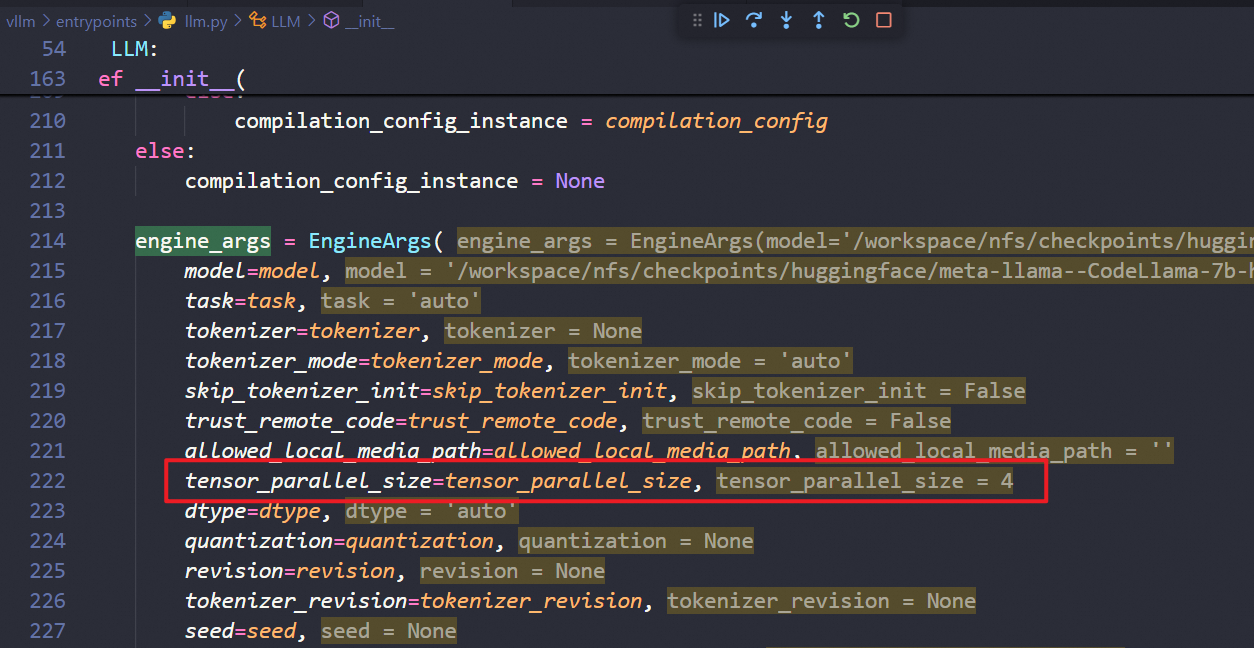 vllm > entrypoints > llm.py > LLM > __init__
54 LLM:
163 ef __init__(
210 compilation_config_instance = compilation_config
211 else:
212 compilation_config_instance = None
213
214 engine_args = EngineArgs( engine_args = EngineArgs(model='/workspace/nfs/checkpoints/huggin
215 model=model, model = '/workspace/nfs/checkpoints/huggingface/meta-llama--CodeLlama-7b-h
216 task=task, task = 'auto'
217 tokenizer=tokenizer, tokenizer = None
218 tokenizer_mode=tokenizer_mode, tokenizer_mode = 'auto'
219 skip_tokenizer_init=skip_tokenizer_init, skip_tokenizer_init = False
220 trust_remote_code=trust_remote_code, trust_remote_code = False
221 allowed_local_media_path=allowed_local_media_path, allowed_local_media_path = ''
222 tensor_parallel_size=tensor_parallel_size, tensor_parallel_size = 4
223 dtype=dtype, dtype = 'auto'
224 quantization=quantization, quantization = None
225 revision=revision, revision = None
226 tokenizer_revision=tokenizer_revision, tokenizer_revision = None
227 seed=seed, seed = None